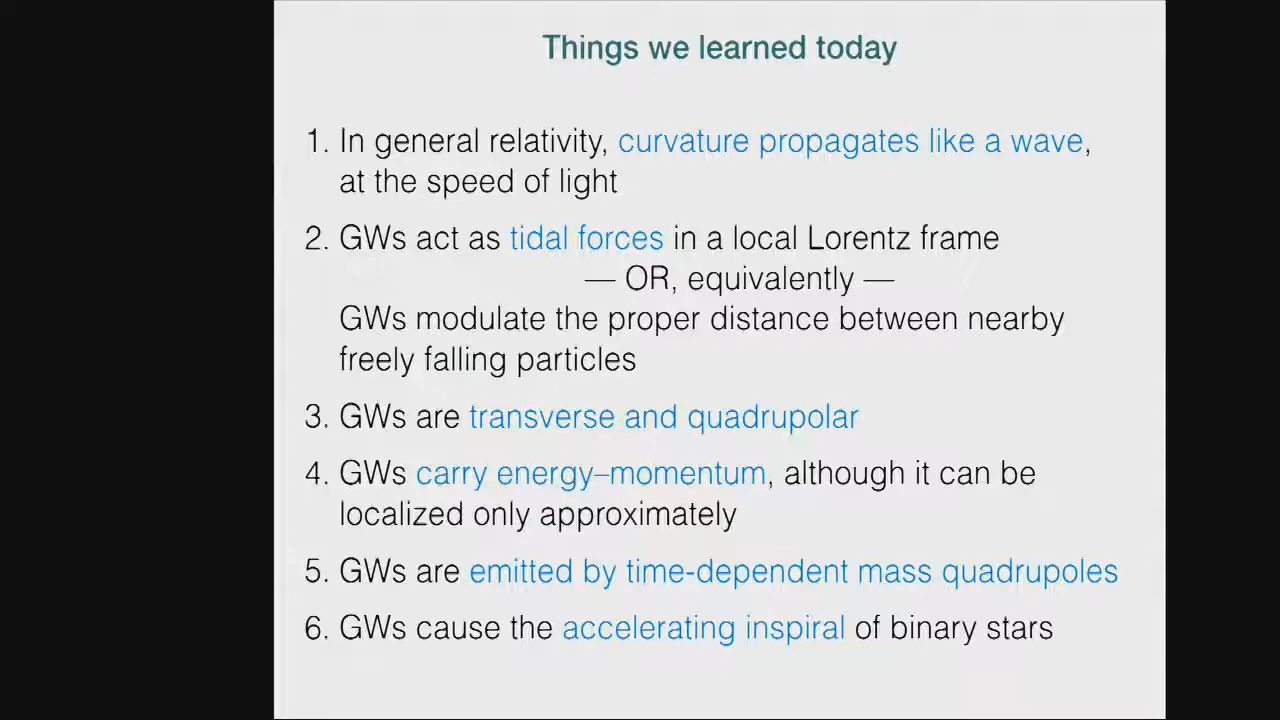 Things we learned today
1. In general relativity, curvature propagates like a wave,
at the speed of light
2. GWs act as tidal forces in a local Lorentz frame
— OR, equivalently —
GWs modulate the proper distance between nearby
freely falling particles
3. GWs are transverse and quadrupolar
4. GWs carry energy–momentum, although it can be
localized only approximately
5. GWs are emitted by time-dependent mass quadrupoles
6. GWs cause the accelerating inspiral of binary stars